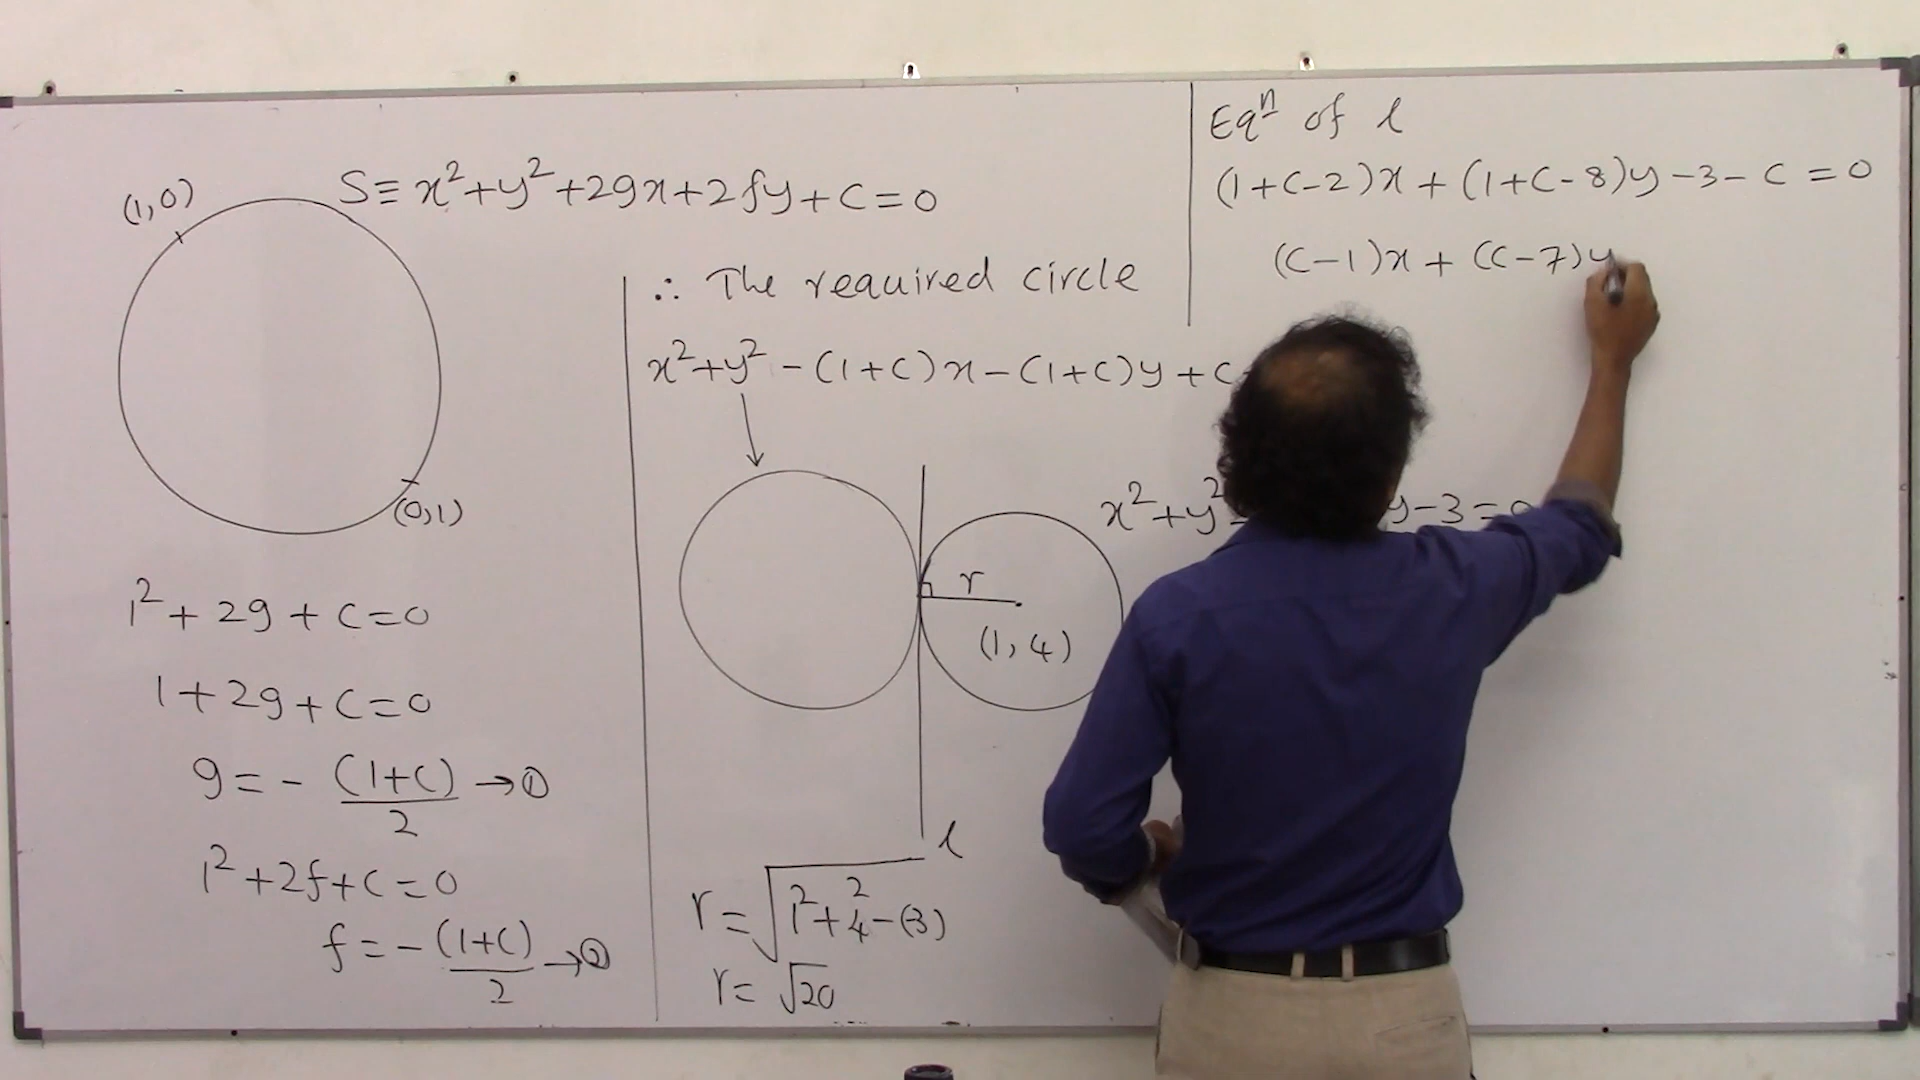 (1,0)
S≡ x²+y²+2gx+2fy+c=0
(0,1)
1²+2g+c=0
1+2g+c=0
g=-(1+c)/2 →①
1²+2f+c=0
f=-(1+c)/2 →②
∴ The required circle
x²+y²-(1+c)x-(1+c)y+c
x²+y²
y-3=0
r
(1,4)
l
r=√1²+4²-(3)
r=√20
Eqⁿ of l
(1+c-2)x+(1+c-8)y-3-c=0
(c-1)x+(c-7)y